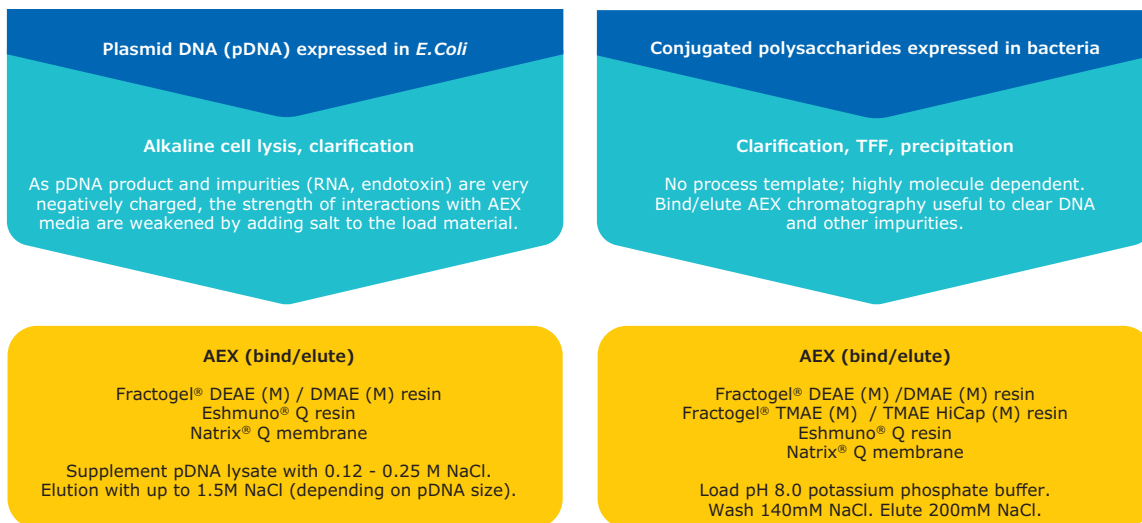 Plasmid DNA (pDNA) expressed in E.Coli
Alkaline cell lysis, clarification
As pDNA product and impurities (RNA, endotoxin) are very
negatively charged, the strength of interactions with AEX
media are weakened by adding salt to the load material.
AEX (bind/elute)
Fractogel® DEAE (M) / DMAE (M) resin
Eshmuno® Q resin
Natrix® Q membrane
Supplement pDNA lysate with 0.12 - 0.25 M NaCl.
Elution with up to 1.5M NaCl (depending on pDNA size).
Conjugated polysaccharides expressed in bacteria
Clarification, TFF, precipitation
No process template; highly molecule dependent.
Bind/elute AEX chromatography useful to clear DNA
and other impurities.
AEX (bind/elute)
Fractogel® DEAE (M) /DMAE (M) resin
Fractogel® TMAE (M)  / TMAE HiCap (M) resin
Eshmuno® Q resin
Natrix® Q membrane
Load pH 8.0 potassium phosphate buffer.
Wash 140mM NaCl. Elute 200mM NaCl.